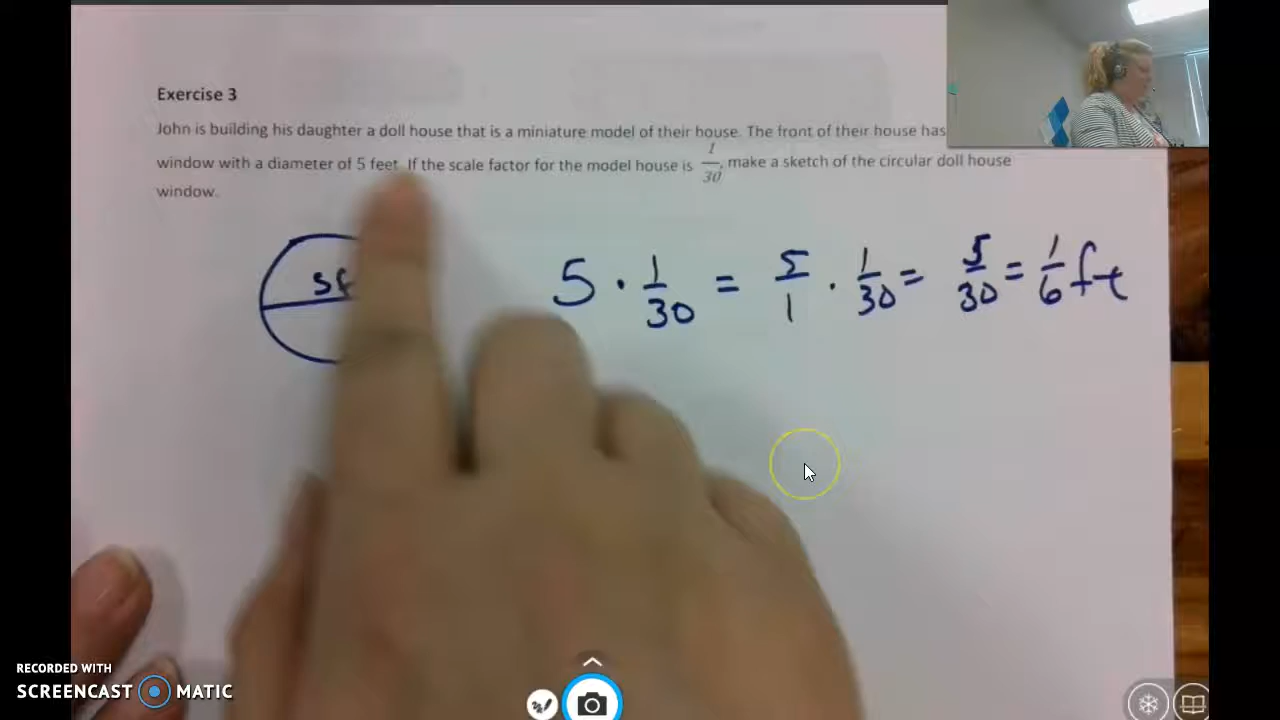 Exercise 3
John is building his daughter a doll house that is a miniature model of their house. The front of their house has
window with a diameter of 5 feet. If the scale factor for the model house is 1/30, make a sketch of the circular doll house
window.
5f
5 · 1/30 = 5/1 · 1/30 = 5/30 = 1/6 ft
RECORDED WITH
SCREENCAST MATIC